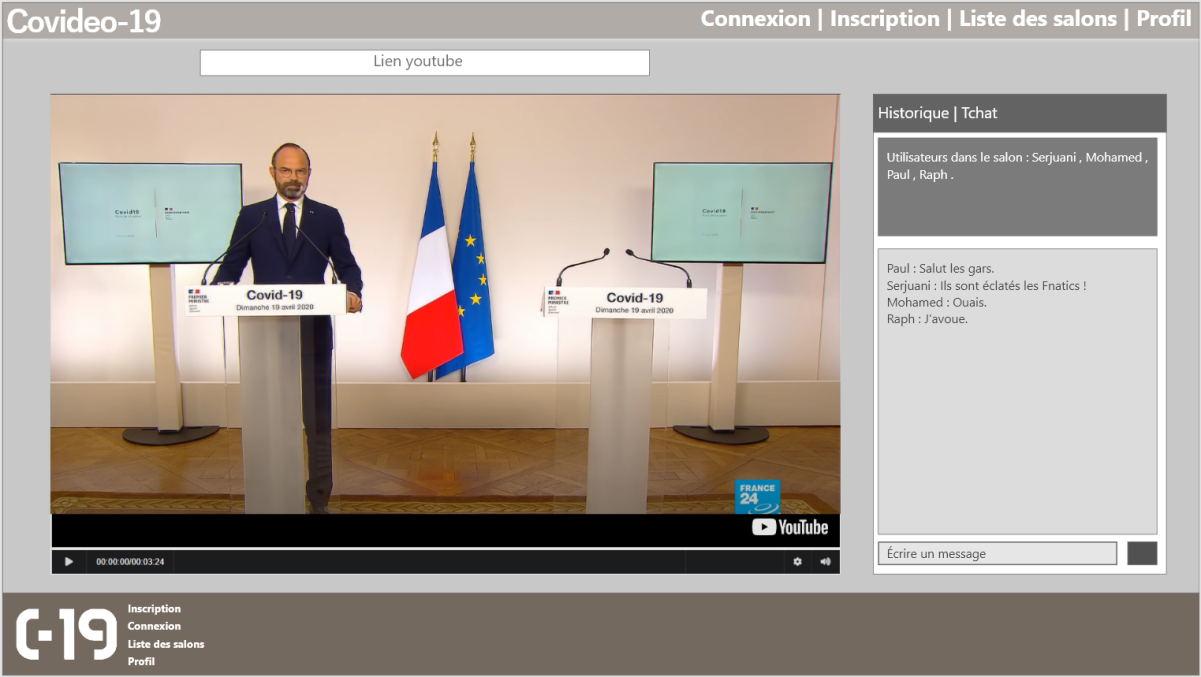 Covideo-19
Connexion | Inscription | Liste des salons | Profil
Lien youtube
Covid19
Covid19
PREMIER
MINISTRE
Covid-19
Dimanche 19 avril 2020
PREMIER
MINISTRE
Covid-19
Dimanche 19 avril 2020
FRANCE
24
YouTube
00:00:00/00:03:24
Historique | Tchat
Utilisateurs dans le salon : Serjuani , Mohamed ,
Paul , Raph .
Paul : Salut les gars.
Serjuani : Ils sont éclatés les Fnatics !
Mohamed : Ouais.
Raph : J'avoue.
Écrire un message
C-19
Inscription
Connexion
Liste des salons
Profil